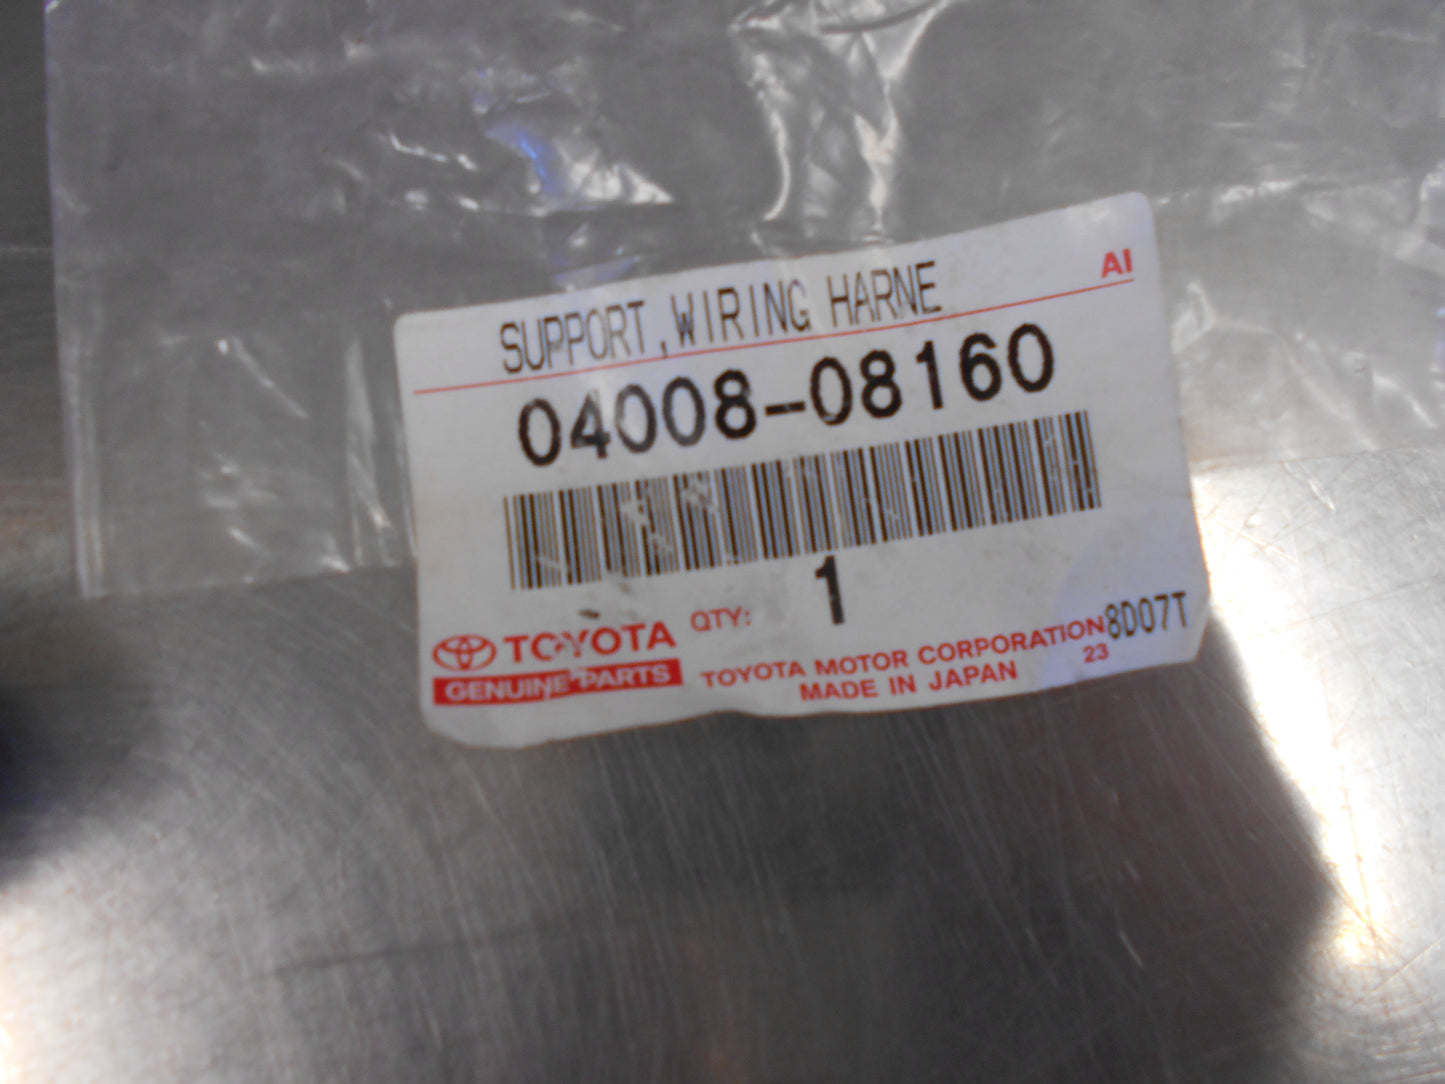 AI
SUPPORT,WIRING HARNE
04008-08160
1
QTY:
TOYOTA
GENUINE PARTS
TOYOTA MOTOR CORPORATION
8D07T
MADE IN JAPAN
23